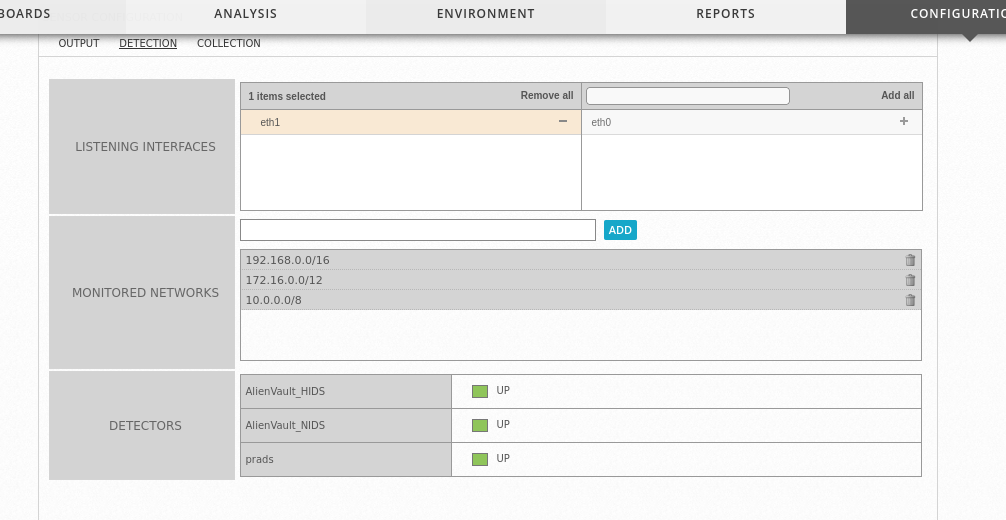 BOARDS ANALYSIS ENVIRONMENT REPORTS CONFIGURATIO
OUTPUT DETECTION COLLECTION
LISTENING INTERFACES
1 items selected Remove all Add all
eth1 eth0
MONITORED NETWORKS
ADD
192.168.0.0/16
172.16.0.0/12
10.0.0.0/8
DETECTORS
AlienVault_HIDS UP
AlienVault_NIDS UP
prads UP